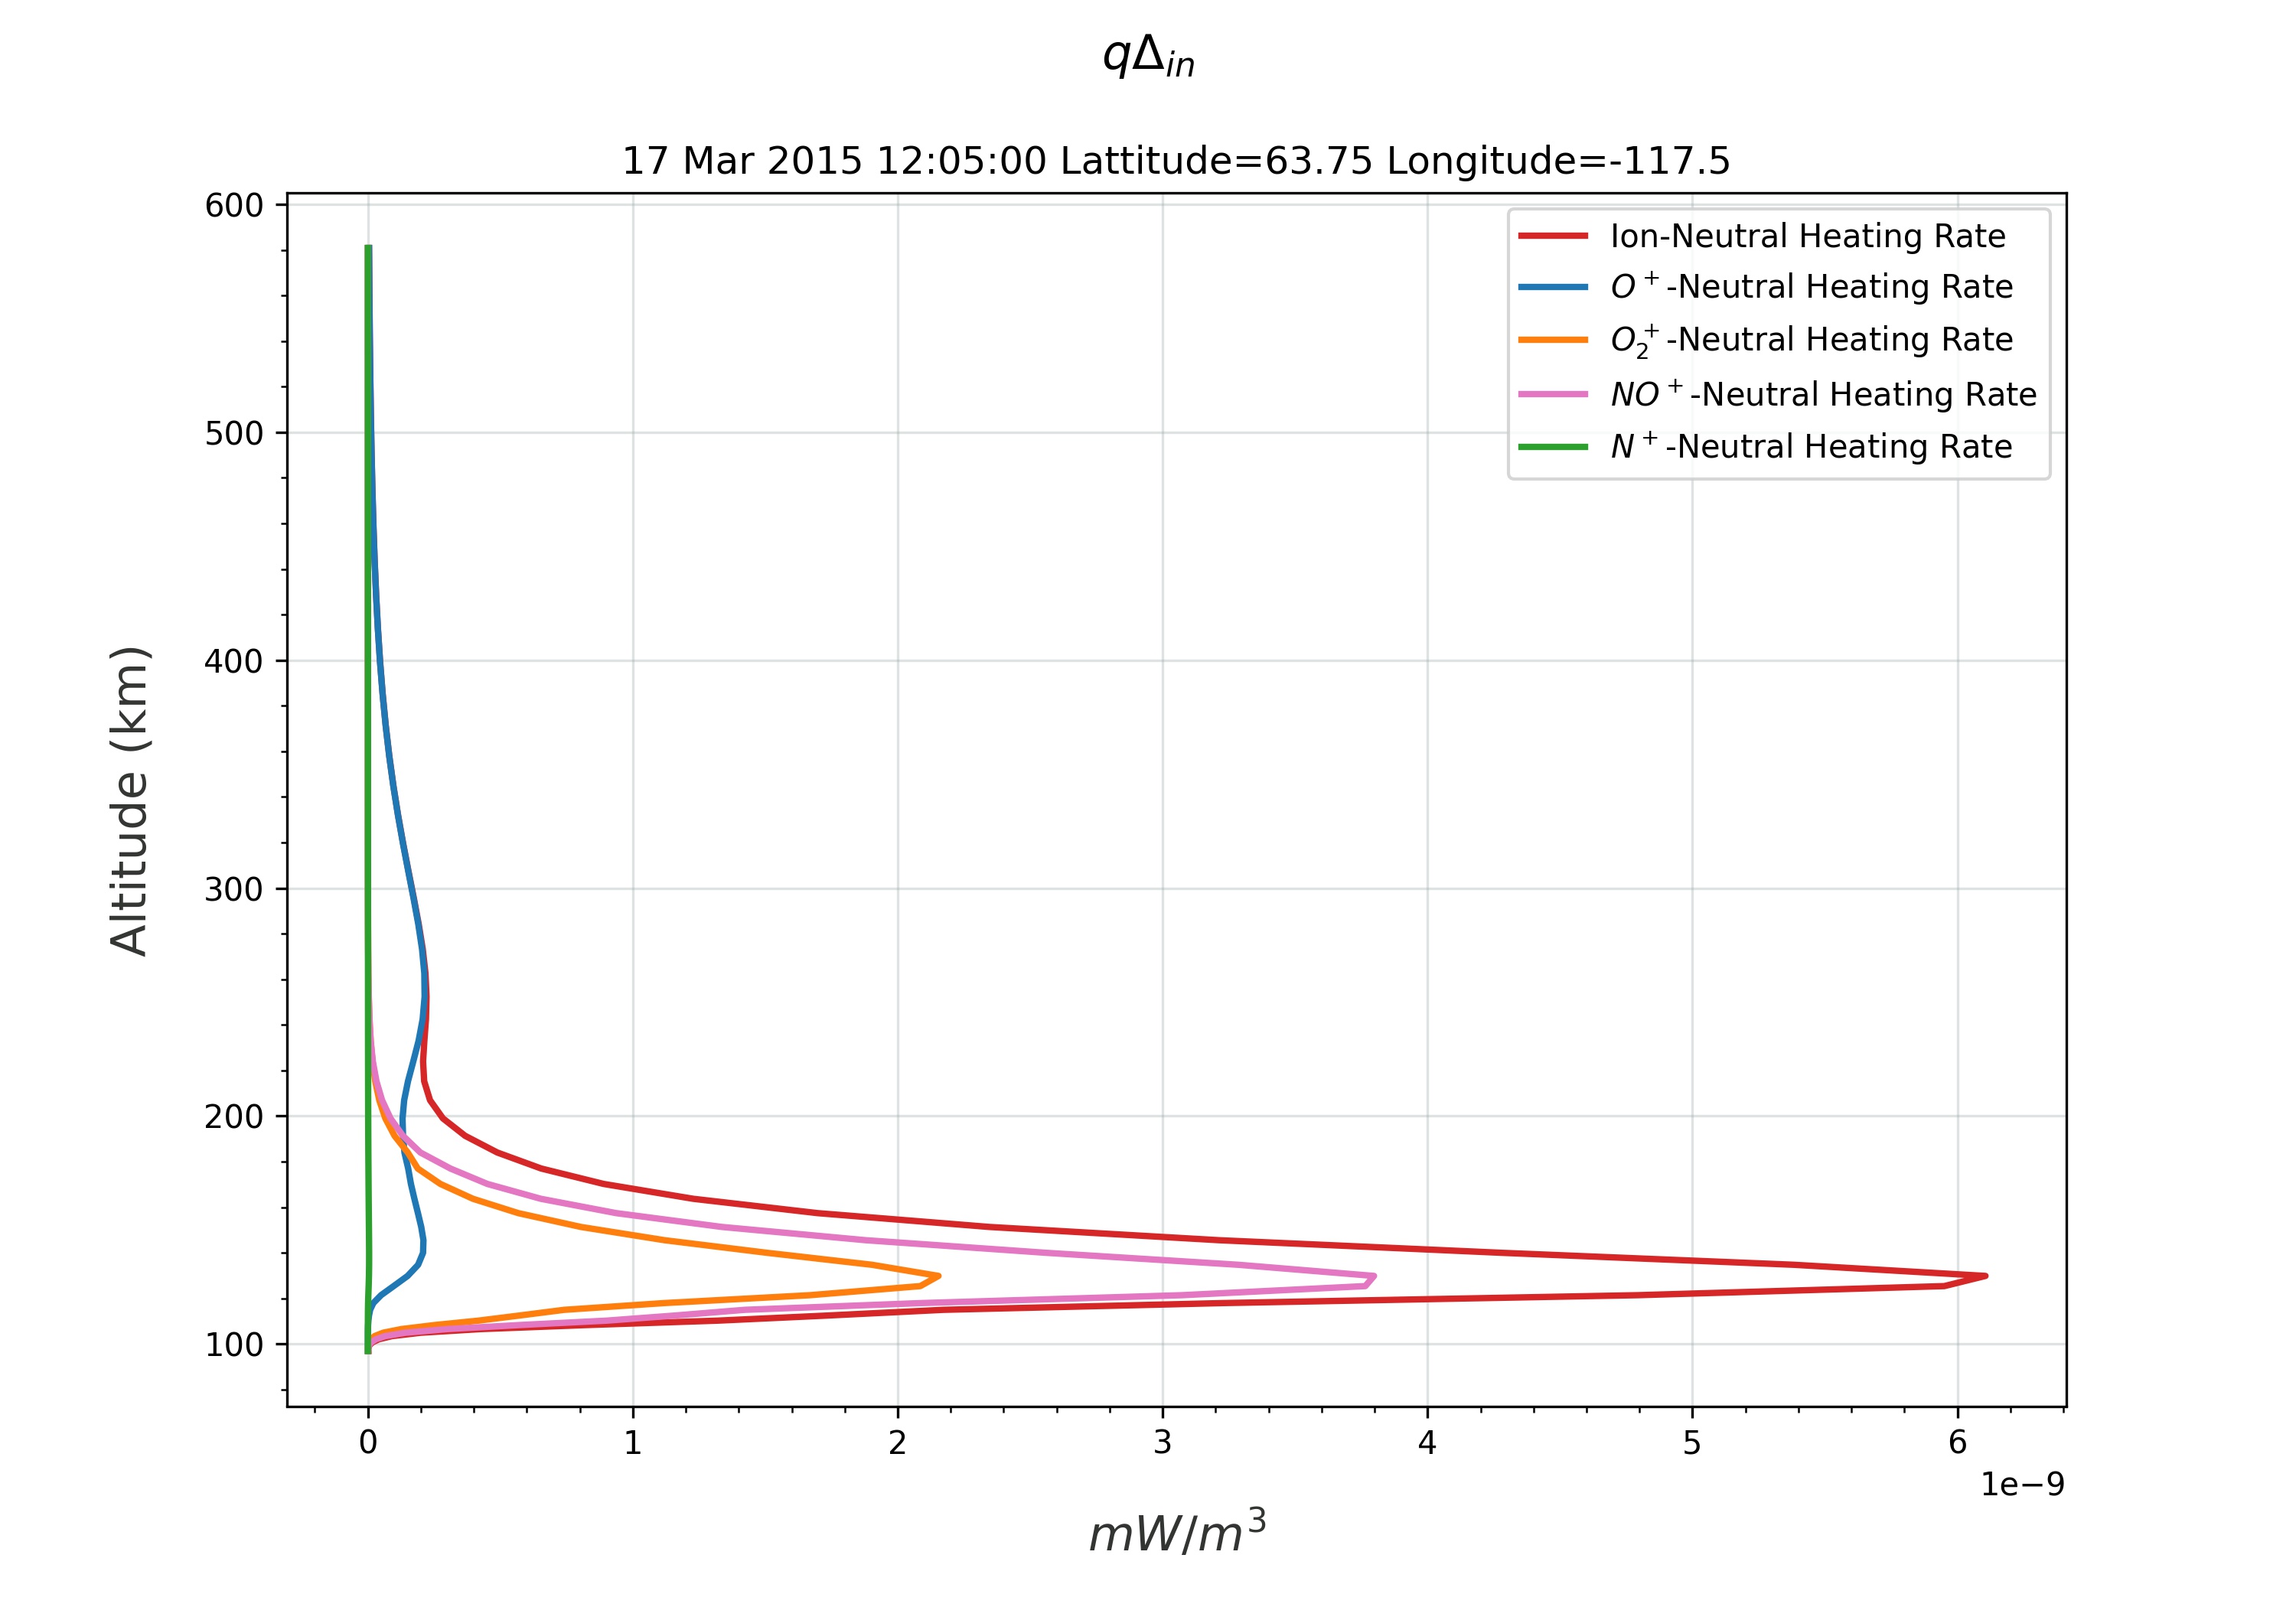 qΔ_in
17 Mar 2015 12:05:00 Lattitude=63.75 Longitude=-117.5
600
500
400
300
200
100
Altitude (km)
Ion-Neutral Heating Rate
O⁺-Neutral Heating Rate
O₂⁺-Neutral Heating Rate
NO⁺-Neutral Heating Rate
N⁺-Neutral Heating Rate
0 1 2 3 4 5 6
1e−9
mW/m³